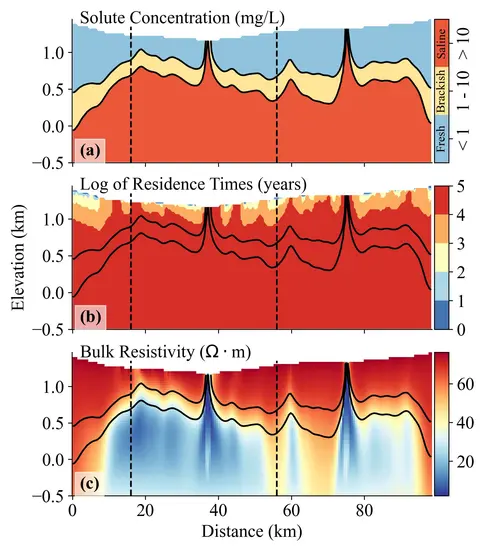 Solute Concentration (mg/L)
1.0
0.5
0.0
−0.5
(a)
Fresh
Brackish
Saline
< 1
1 - 10
> 10
Log of Residence Times (years)
1.0
0.5
0.0
−0.5
(b)
5
4
3
2
1
0
Elevation (km)
Bulk Resistivity (Ω · m)
1.0
0.5
0.0
−0.5
(c)
60
40
20
0
20
40
60
80
Distance (km)